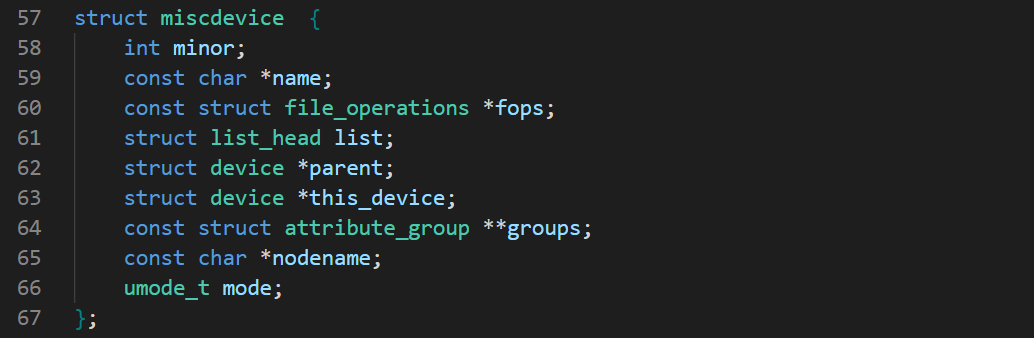 57 struct miscdevice  {
58     int minor;
59     const char *name;
60     const struct file_operations *fops;
61     struct list_head list;
62     struct device *parent;
63     struct device *this_device;
64     const struct attribute_group **groups;
65     const char *nodename;
66     umode_t mode;
67 };